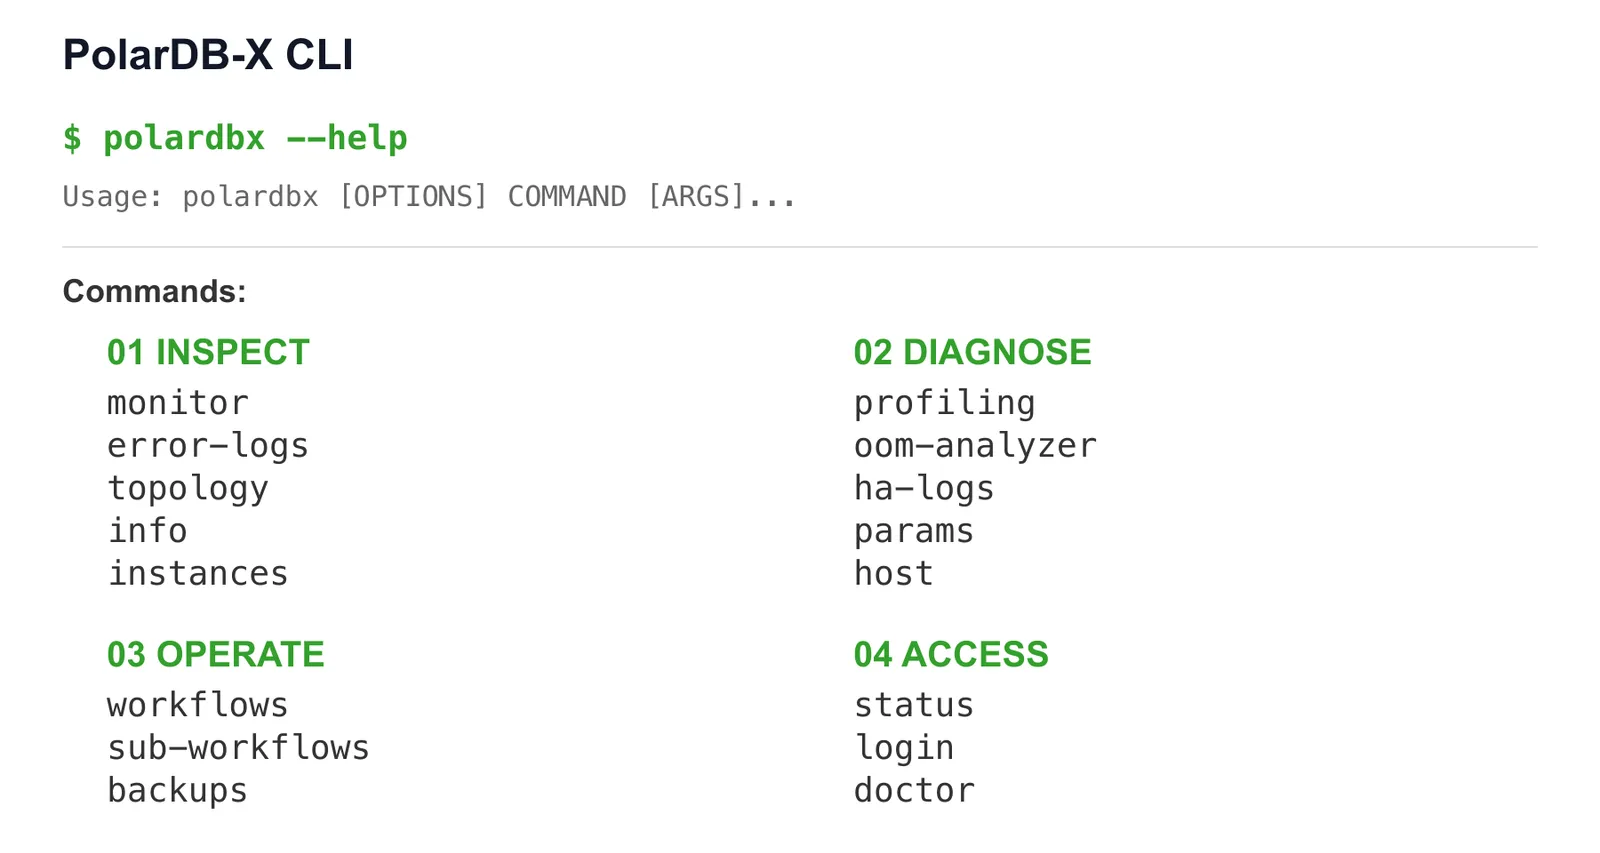 PolarDB-X CLI
$ polardbx --help
Usage: polardbx [OPTIONS] COMMAND [ARGS]...
Commands:
01 INSPECT
monitor
error-logs
topology
info
instances
02 DIAGNOSE
profiling
oom-analyzer
ha-logs
params
host
03 OPERATE
workflows
sub-workflows
backups
04 ACCESS
status
login
doctor